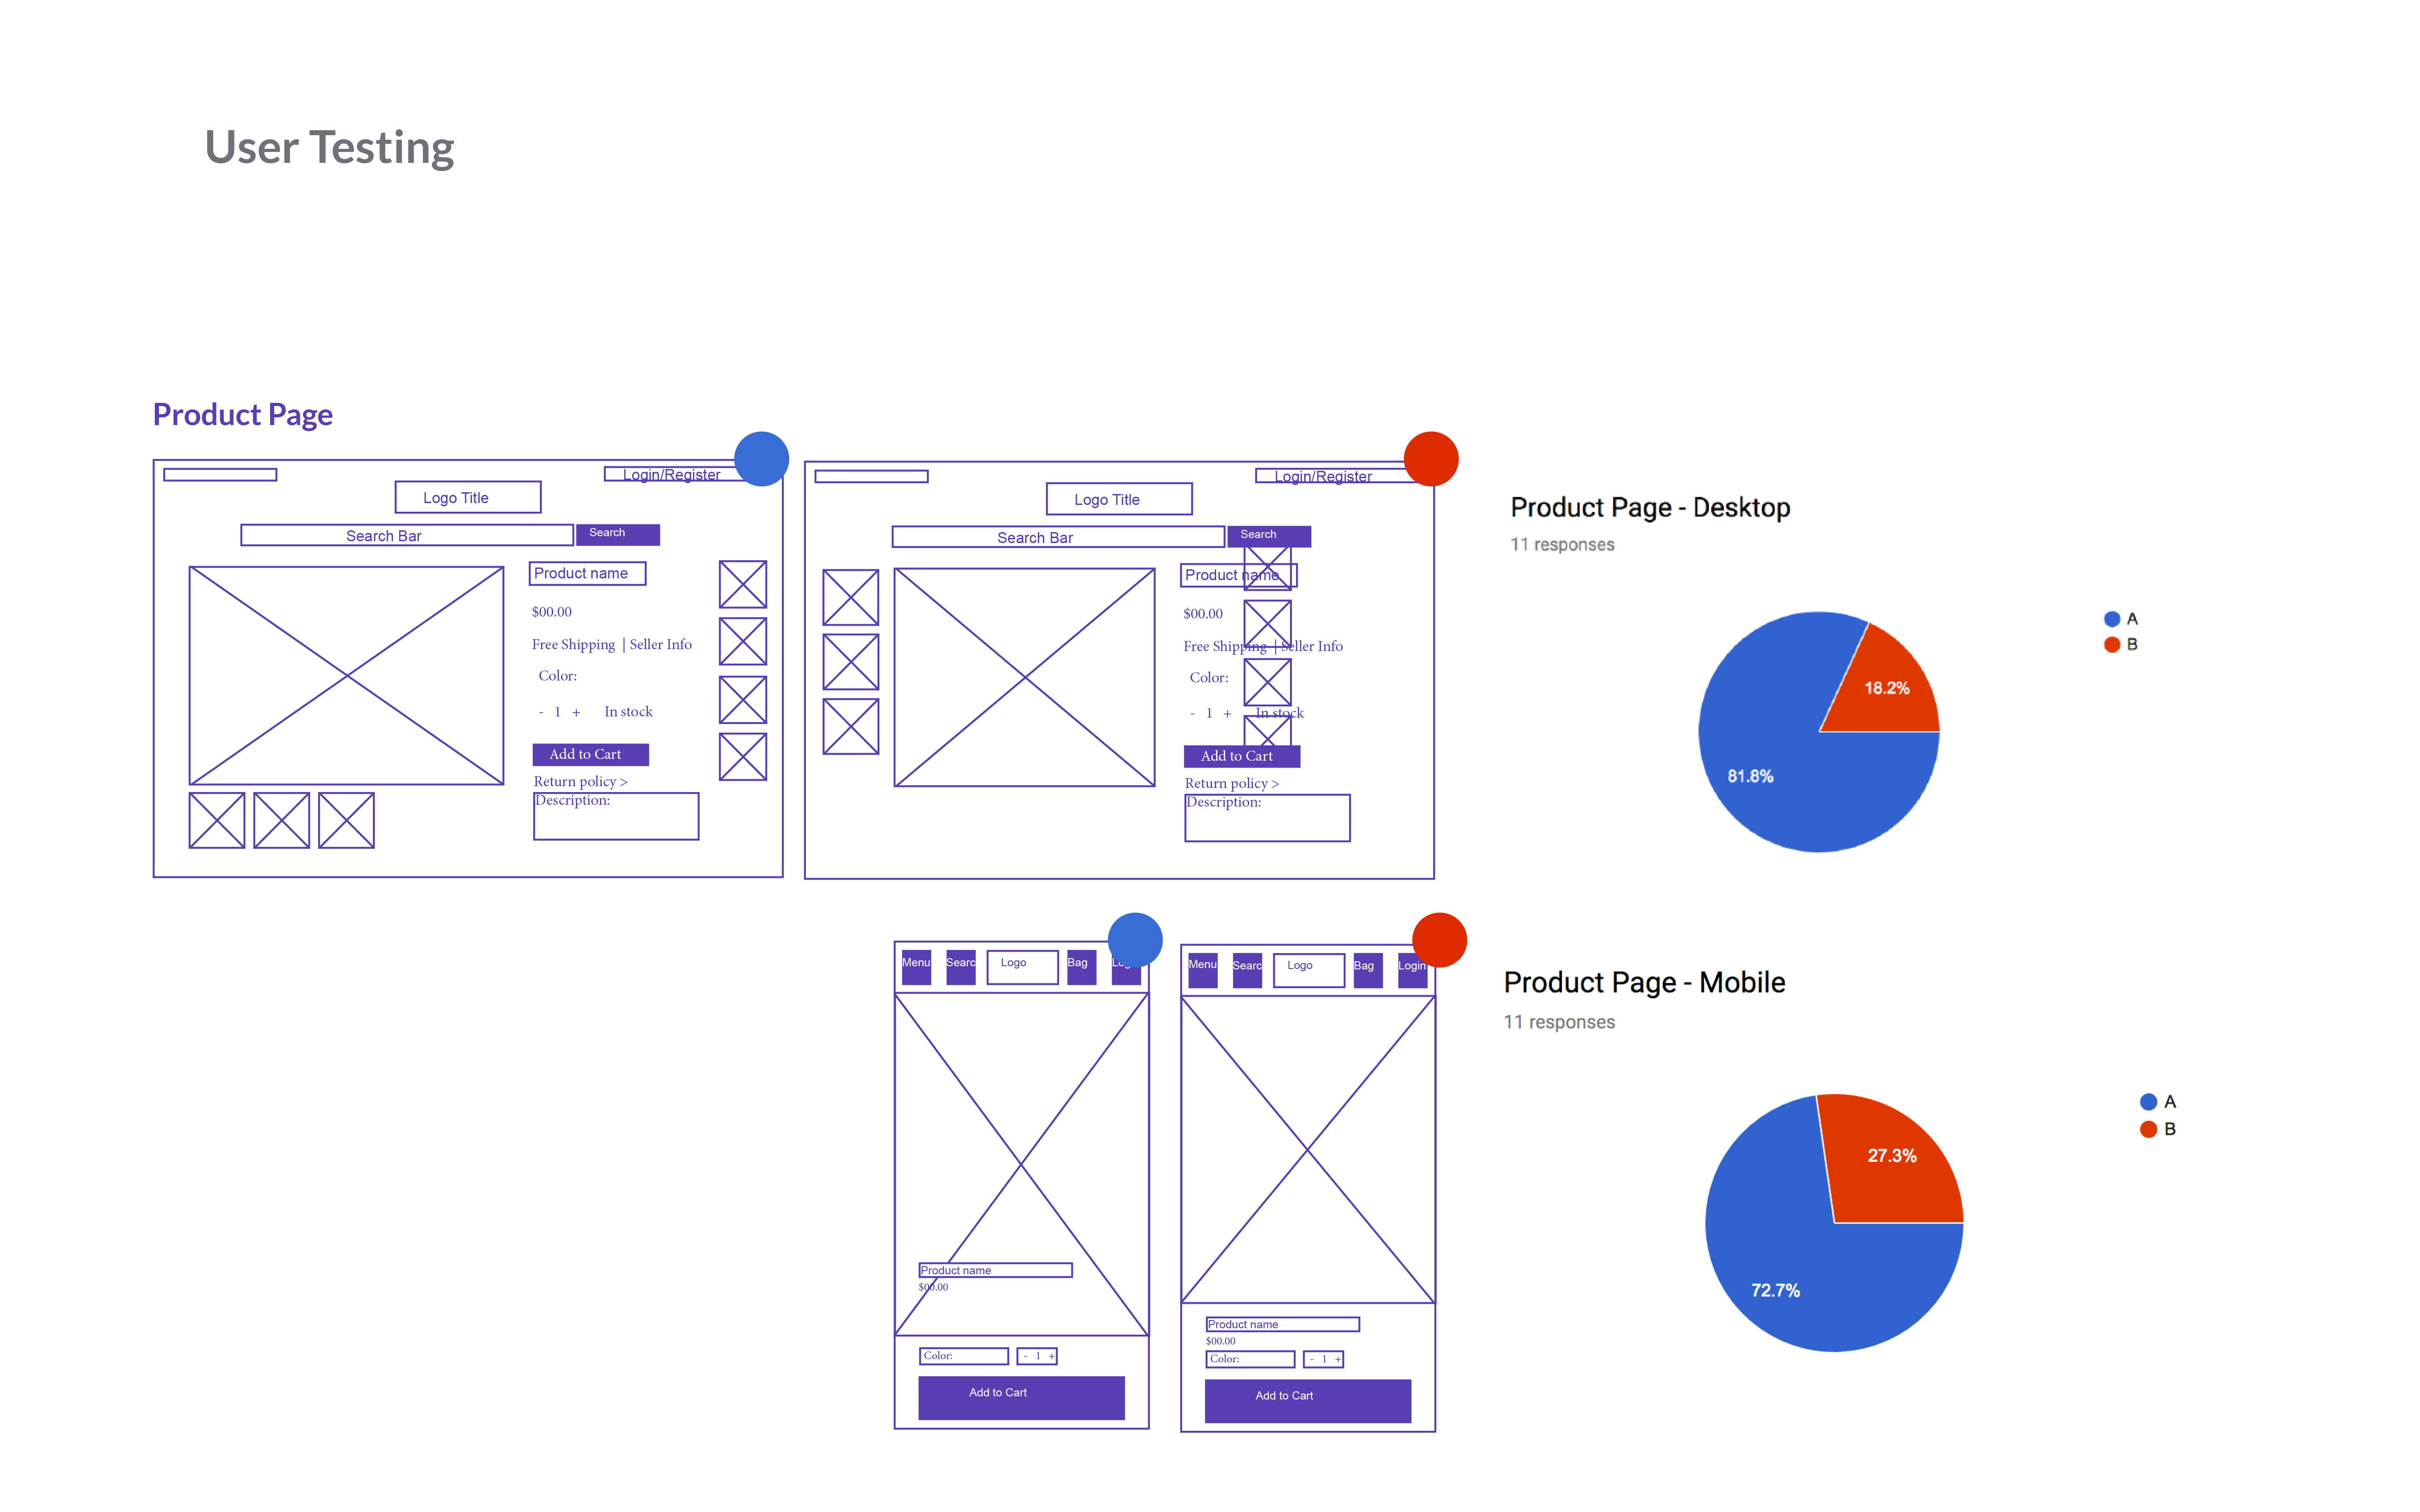 User Testing
Product Page
Login/Register
Logo Title
Search Bar
Search
Product name
$00.00
Free Shipping | Seller Info
Color:
- 1 + In stock
Add to Cart
Return policy >
Description:
Login/Register
Logo Title
Search Bar
Search
Product name
$00.00
Free Shipping | Seller Info
Color:
- 1 + In stock
Add to Cart
Return policy >
Description:
Product Page - Desktop
11 responses
A
B
18.2%
81.8%
Menu
Searc
Logo
Bag
Product name
$00.00
Color:
- 1 +
Add to Cart
Menu
Searc
Logo
Bag
Login
Product name
$00.00
Color:
- 1 +
Add to Cart
Product Page - Mobile
11 responses
A
B
27.3%
72.7%